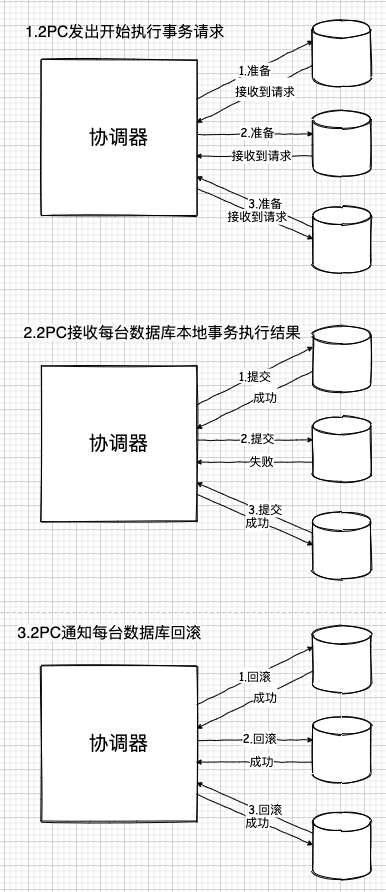 1.2PC发出开始执行事务请求
协调器
1.准备
接收到请求
2.准备
接收到请求
3.准备
接收到请求
2.2PC接收每台数据库本地事务执行结果
协调器
1.提交
成功
2.提交
失败
3.提交
成功
3.2PC通知每台数据库回滚
协调器
1.回滚
成功
2.回滚
成功
3.回滚
成功